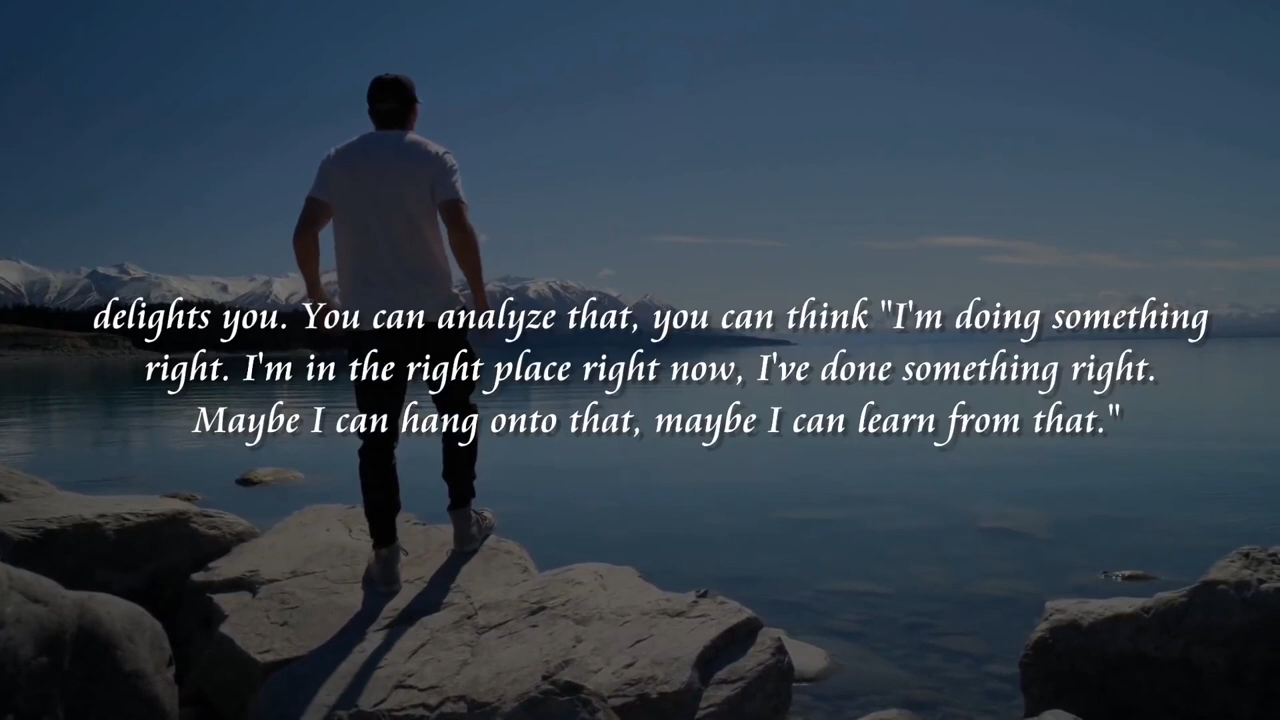 delights you. You can analyze that, you can think "I'm doing something
right. I'm in the right place right now, I've done something right.
Maybe I can hang onto that, maybe I can learn from that."